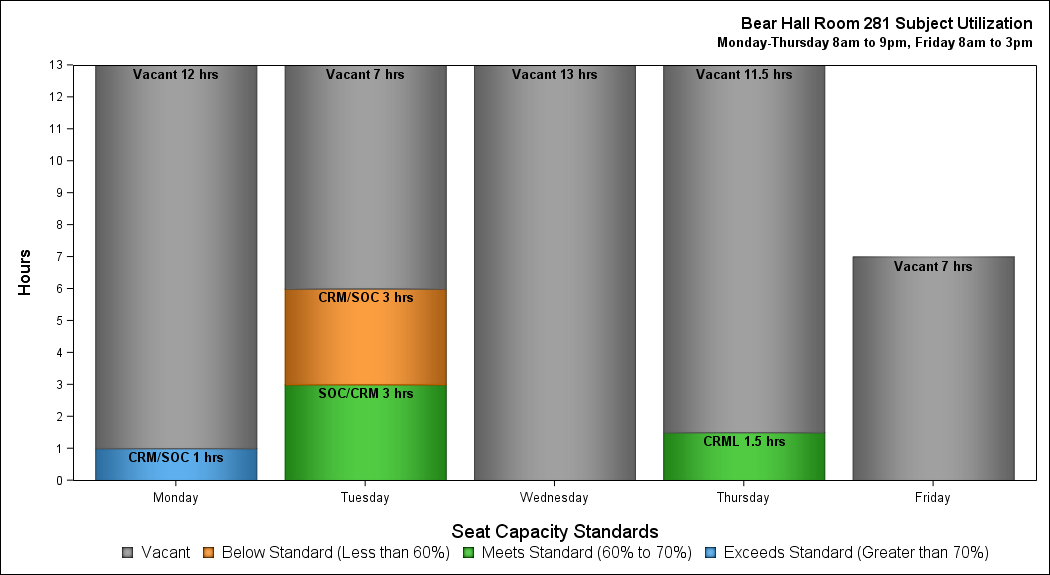 Bear Hall Room 281 Subject Utilization
Monday-Thursday 8am to 9pm, Friday 8am to 3pm
Hours
13
12
11
10
9
8
7
6
5
4
3
2
1
0
Vacant 12 hrs
CRM/SOC 1 hrs
Vacant 7 hrs
CRM/SOC 3 hrs
SOC/CRM 3 hrs
Vacant 13 hrs
Vacant 11.5 hrs
CRML 1.5 hrs
Vacant 7 hrs
Monday Tuesday Wednesday Thursday Friday
Seat Capacity Standards
Vacant Below Standard (Less than 60%) Meets Standard (60% to 70%) Exceeds Standard (Greater than 70%)